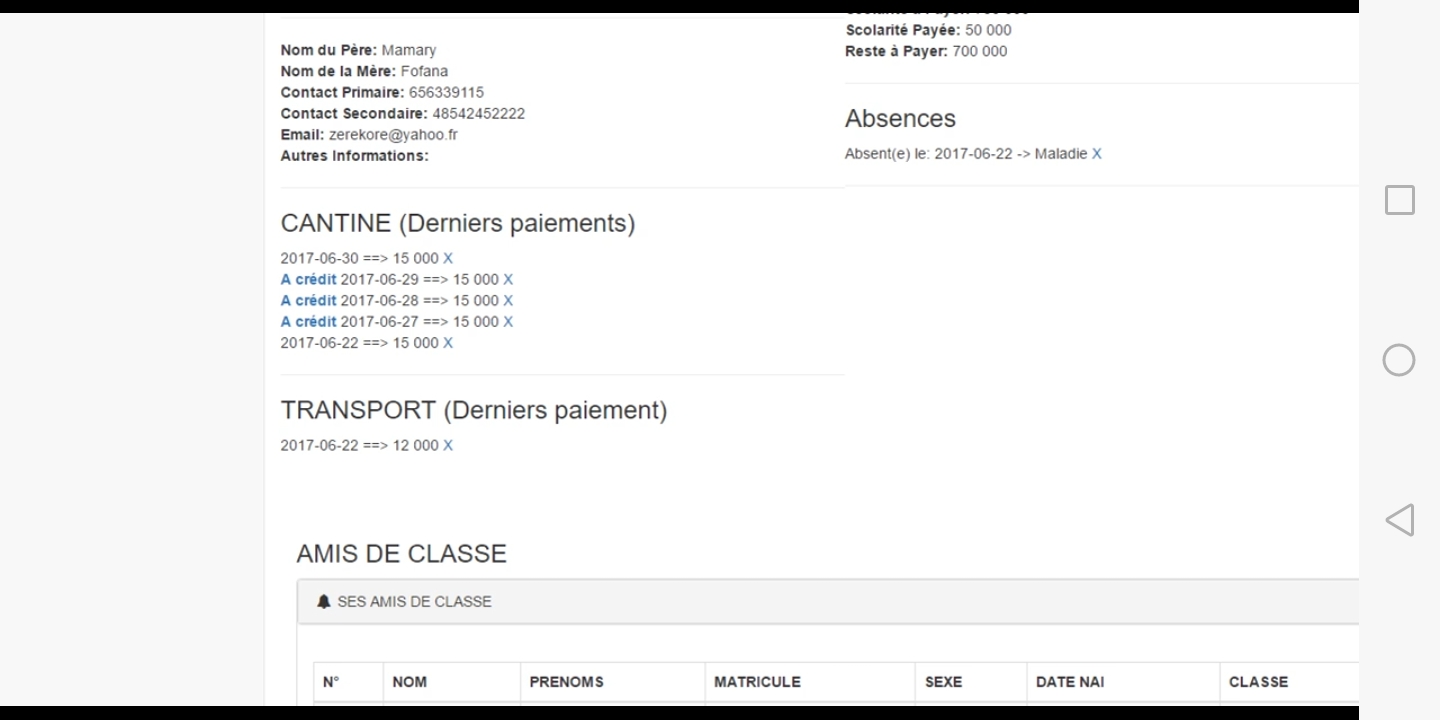 Nom du Père: Mamary
Nom de la Mère: Fofana
Contact Primaire: 656339115
Contact Secondaire: 48542452222
Email: zerekore@yahoo.fr
Autres Informations:
CANTINE (Derniers paiements)
2017-06-30 ==> 15 000 X
A crédit 2017-06-29 ==> 15 000 X
A crédit 2017-06-28 ==> 15 000 X
A crédit 2017-06-27 ==> 15 000 X
2017-06-22 ==> 15 000 X
TRANSPORT (Derniers paiement)
2017-06-22 ==> 12 000 X
Scolarité Payée: 50 000
Reste à Payer: 700 000
Absences
Absent(e) le: 2017-06-22 -> Maladie X
AMIS DE CLASSE
SES AMIS DE CLASSE
N° NOM PRENOMS MATRICULE SEXE DATE NAI CLASSE